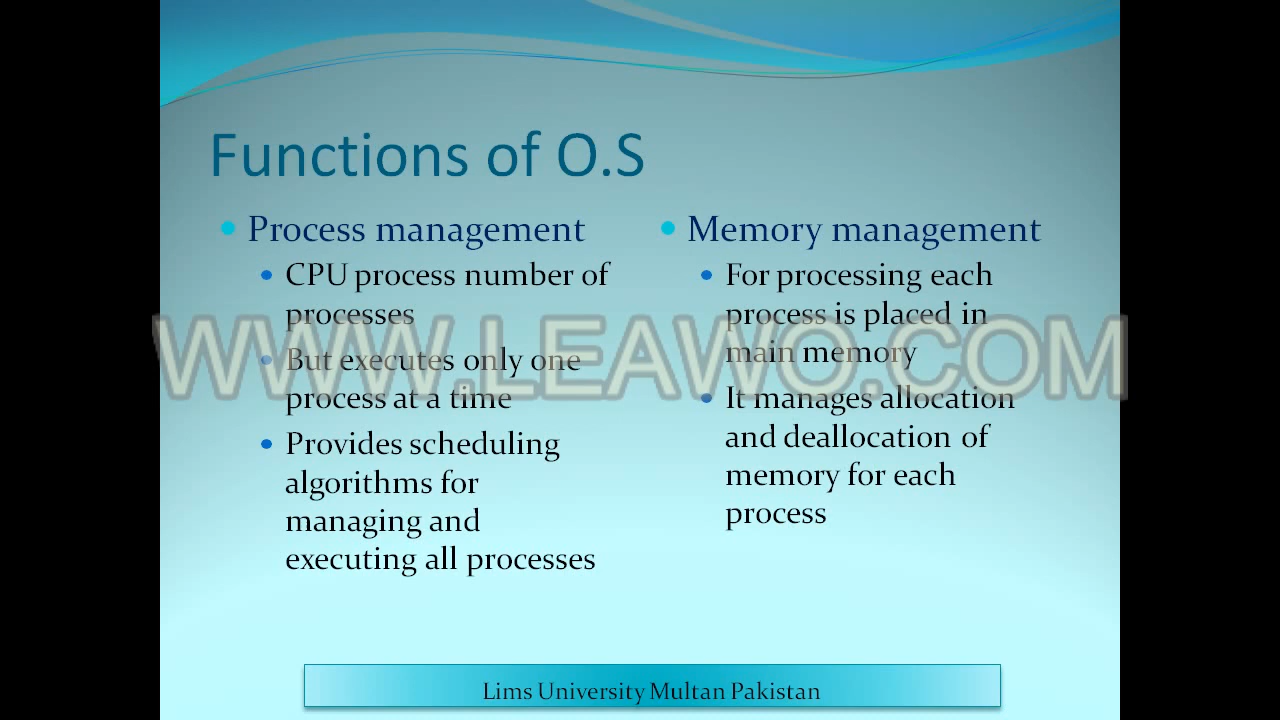 Functions of O.S
Process management
CPU process number of
processes
But executes only one
process at a time
Provides scheduling
algorithms for
managing and
executing all processes
Memory management
For processing each
process is placed in
main memory
It manages allocation
and deallocation of
memory for each
process
WWW.LEAWO.COM
Lims University Multan Pakistan